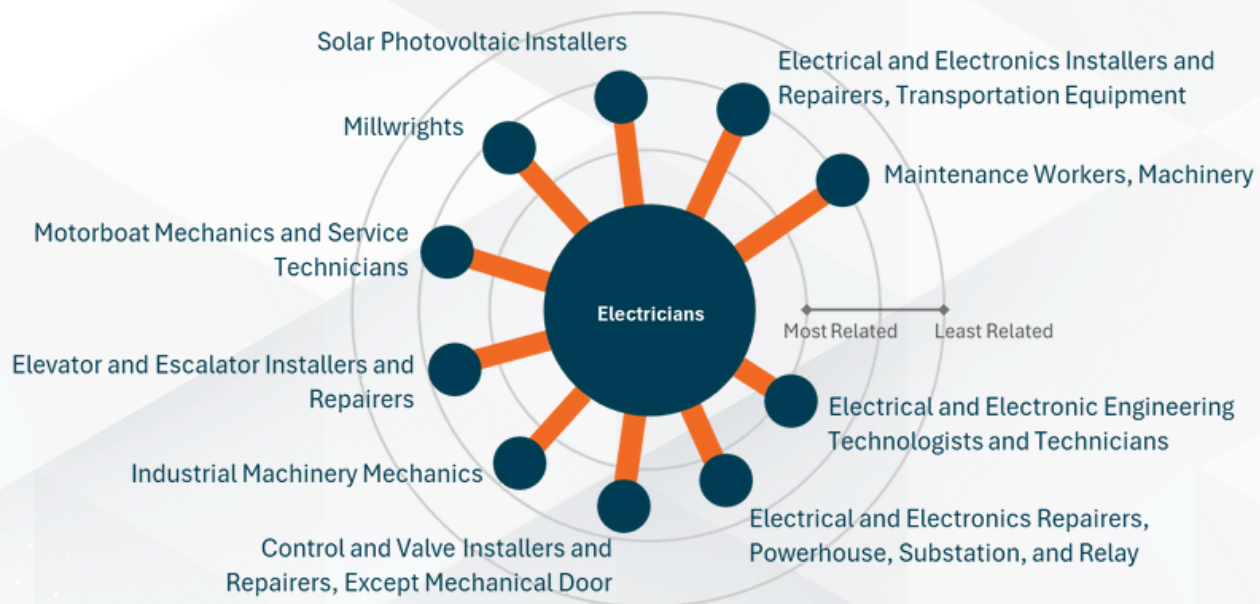 Solar Photovoltaic Installers
Electrical and Electronics Installers and
Repairers, Transportation Equipment
Millwrights
Maintenance Workers, Machinery
Motorboat Mechanics and Service
Technicians
Electricians
Most Related
Least Related
Elevator and Escalator Installers and
Repairers
Electrical and Electronic Engineering
Technologists and Technicians
Industrial Machinery Mechanics
Electrical and Electronics Repairers,
Powerhouse, Substation, and Relay
Control and Valve Installers and
Repairers, Except Mechanical Door